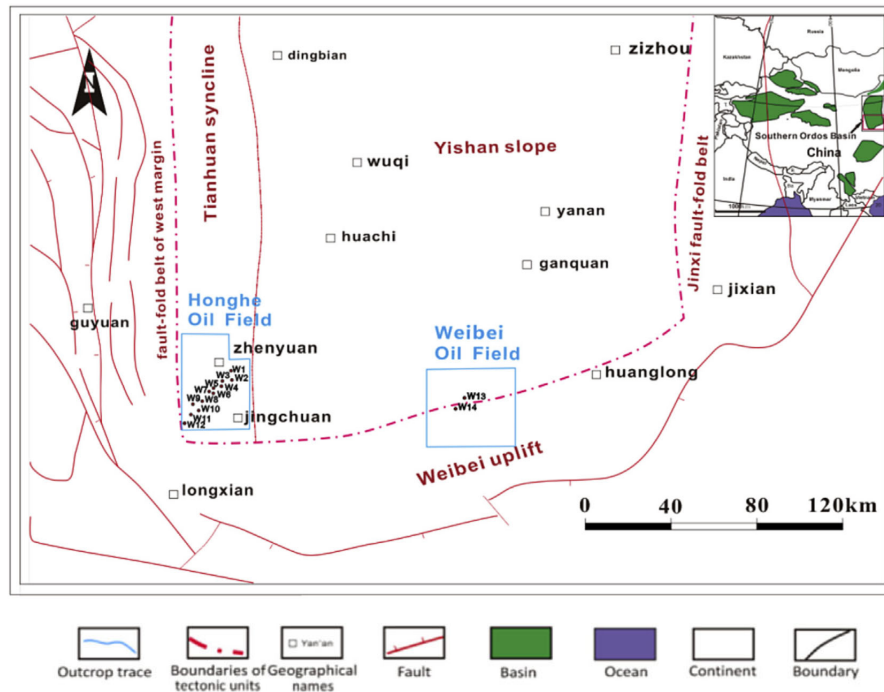 N
dingbian
zizhou
Russia
Kazakhstan
Mongolia
Southern Ordos Basin
China
India
Myanmar
Tianhuan syncline
fault-fold belt of west margin
wuqi
Yishan slope
yanan
huachi
ganquan
Jinxi fault-fold belt
jixian
guyuan
Honghe
Oil Field
Weibei
Oil Field
zhenyuan
huanglong
W1
W3
W2
W5
W4
W7
W6
W9
W8
W10
W11
W12
W13
W14
jingchuan
Weibei uplift
longxian
0 40 80 120km
Outcrop trace
Boundaries of
tectonic units
Yan'an
Geographical
names
Fault
Basin
Ocean
Continent
Boundary